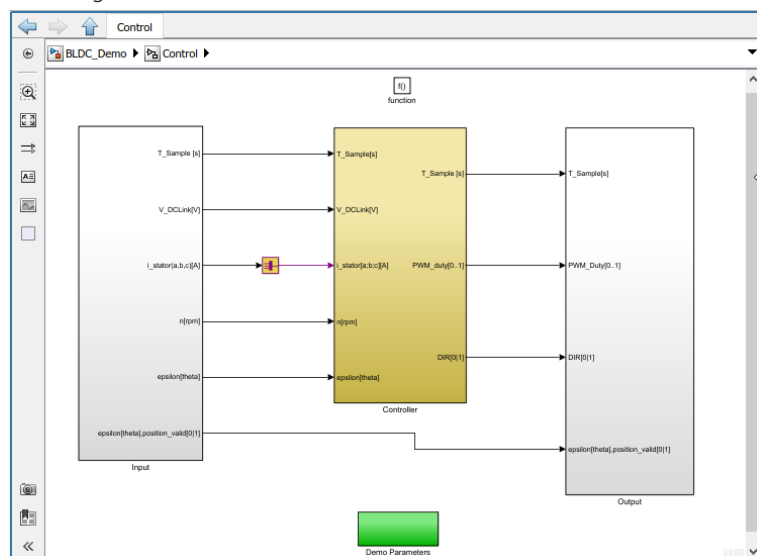 Control
BLDC_Demo ▶ Control ▶
f()
function
T_Sample [s]
V_DCLink[V]
i_stator(a,b,c)[A]
n[rpm]
epsilon[theta]
epsilon[theta],position_valid[0|1]
Input
T_Sample[s]
V_DCLink[V]
i_stator[a;b;c][A]
n[rpm]
epsilon[theta]
T_Sample [s]
PWM_duty[0..1]
DIR[0|1]
Controller
T_Sample[s]
PWM_Duty[0..1]
DIR[0|1]
epsilon[theta],position_valid[0|1]
Output
Demo Parameters